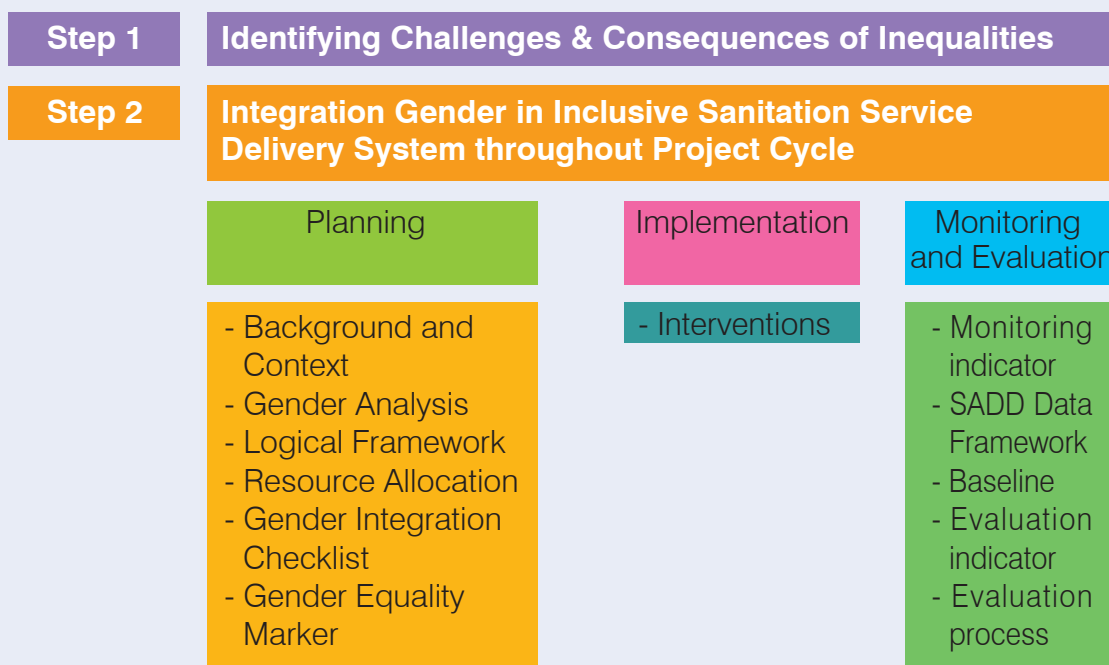 Step 1
Identifying Challenges & Consequences of Inequalities
Step 2
Integration Gender in Inclusive Sanitation Service
Delivery System throughout Project Cycle
Planning
- Background and
Context
- Gender Analysis
- Logical Framework
- Resource Allocation
- Gender Integration
Checklist
- Gender Equality
Marker
Implementation
- Interventions
Monitoring
and Evaluation
- Monitoring
indicator
- SADD Data
Framework
- Baseline
- Evaluation
indicator
- Evaluation
process